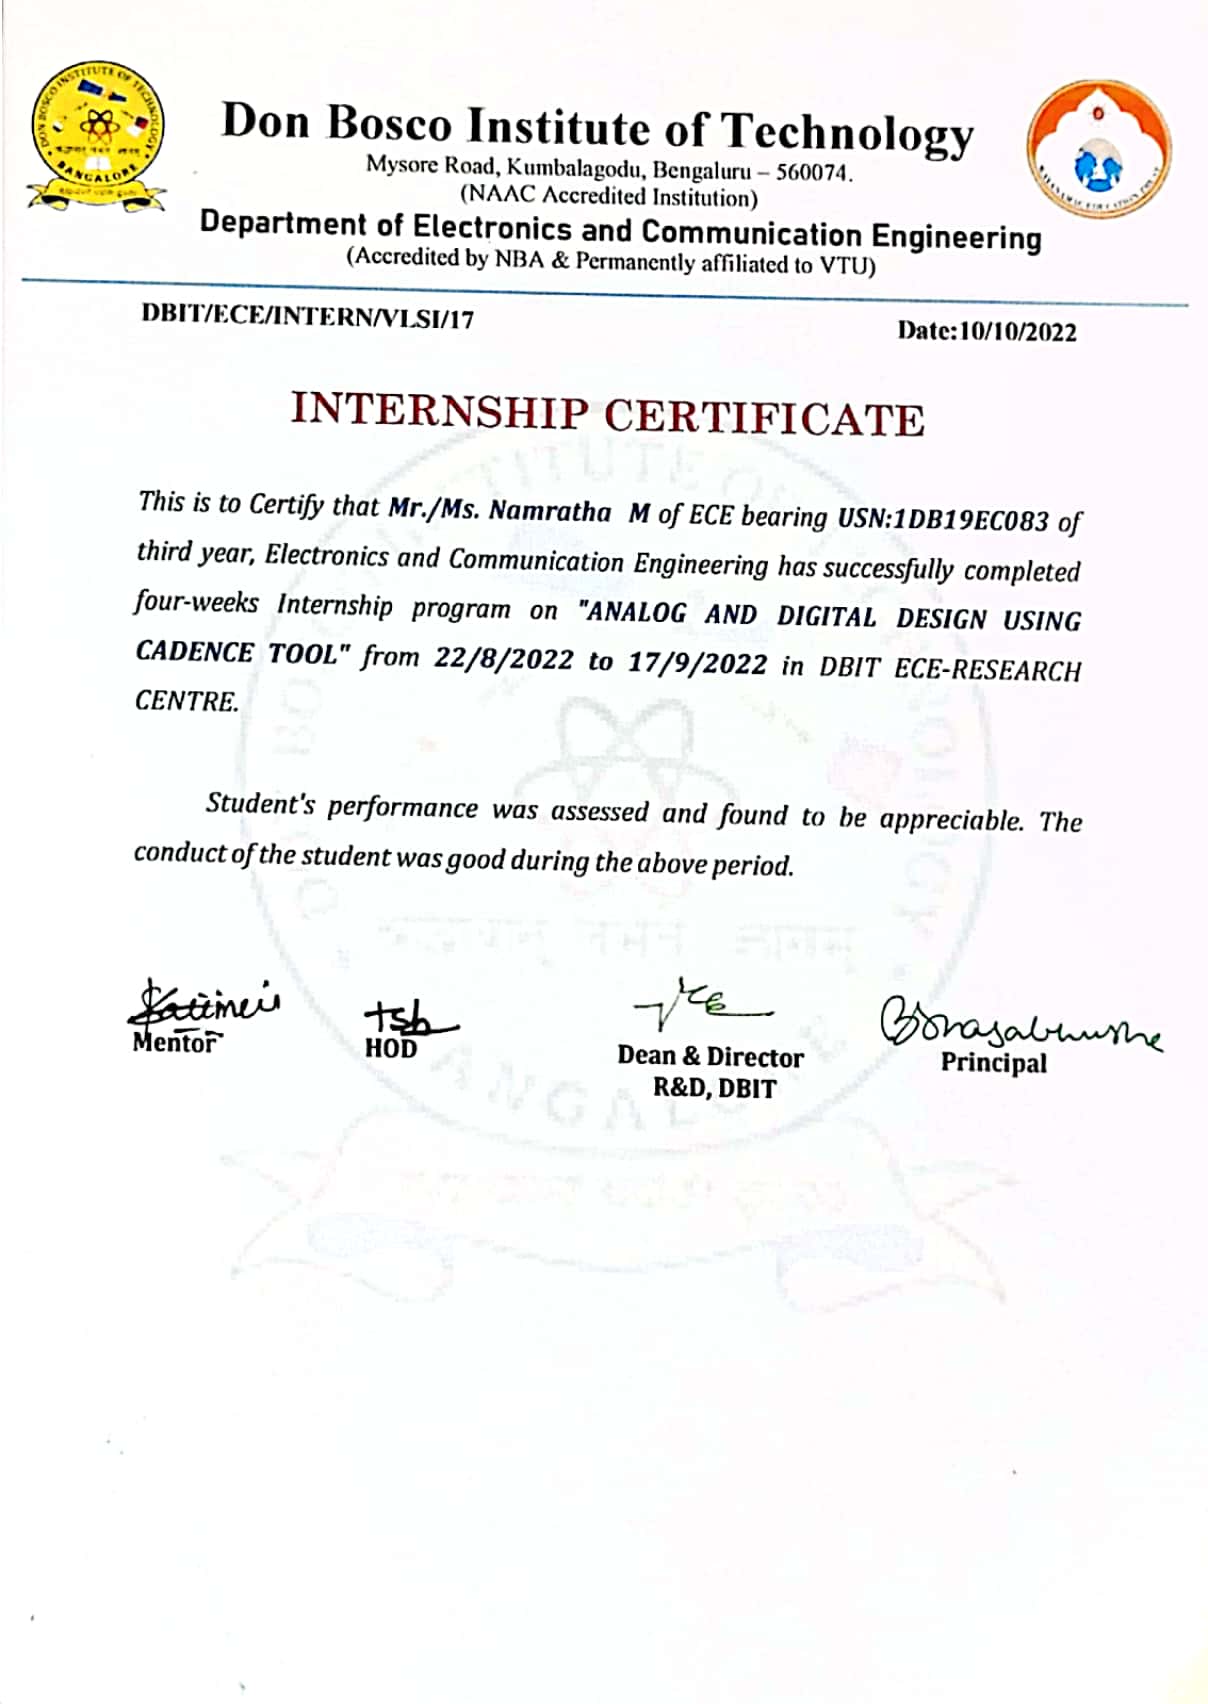 DON BOSCO INSTITUTE OF TECHNOLOGY
BANGALORE
Don Bosco Institute of Technology
Mysore Road, Kumbalagodu, Bengaluru – 560074.
(NAAC Accredited Institution)
Department of Electronics and Communication Engineering
(Accredited by NBA & Permanently affiliated to VTU)
DBIT/ECE/INTERN/VLSI/17
Date:10/10/2022
INTERNSHIP CERTIFICATE
This is to Certify that Mr./Ms. Namratha M of ECE bearing USN:1DB19EC083 of
third year, Electronics and Communication Engineering has successfully completed
four-weeks Internship program on "ANALOG AND DIGITAL DESIGN USING
CADENCE TOOL" from 22/8/2022 to 17/9/2022 in DBIT ECE-RESEARCH
CENTRE.
Student's performance was assessed and found to be appreciable. The
conduct of the student was good during the above period.
Mentor
HOD
Dean & Director
R&D, DBIT
Principal